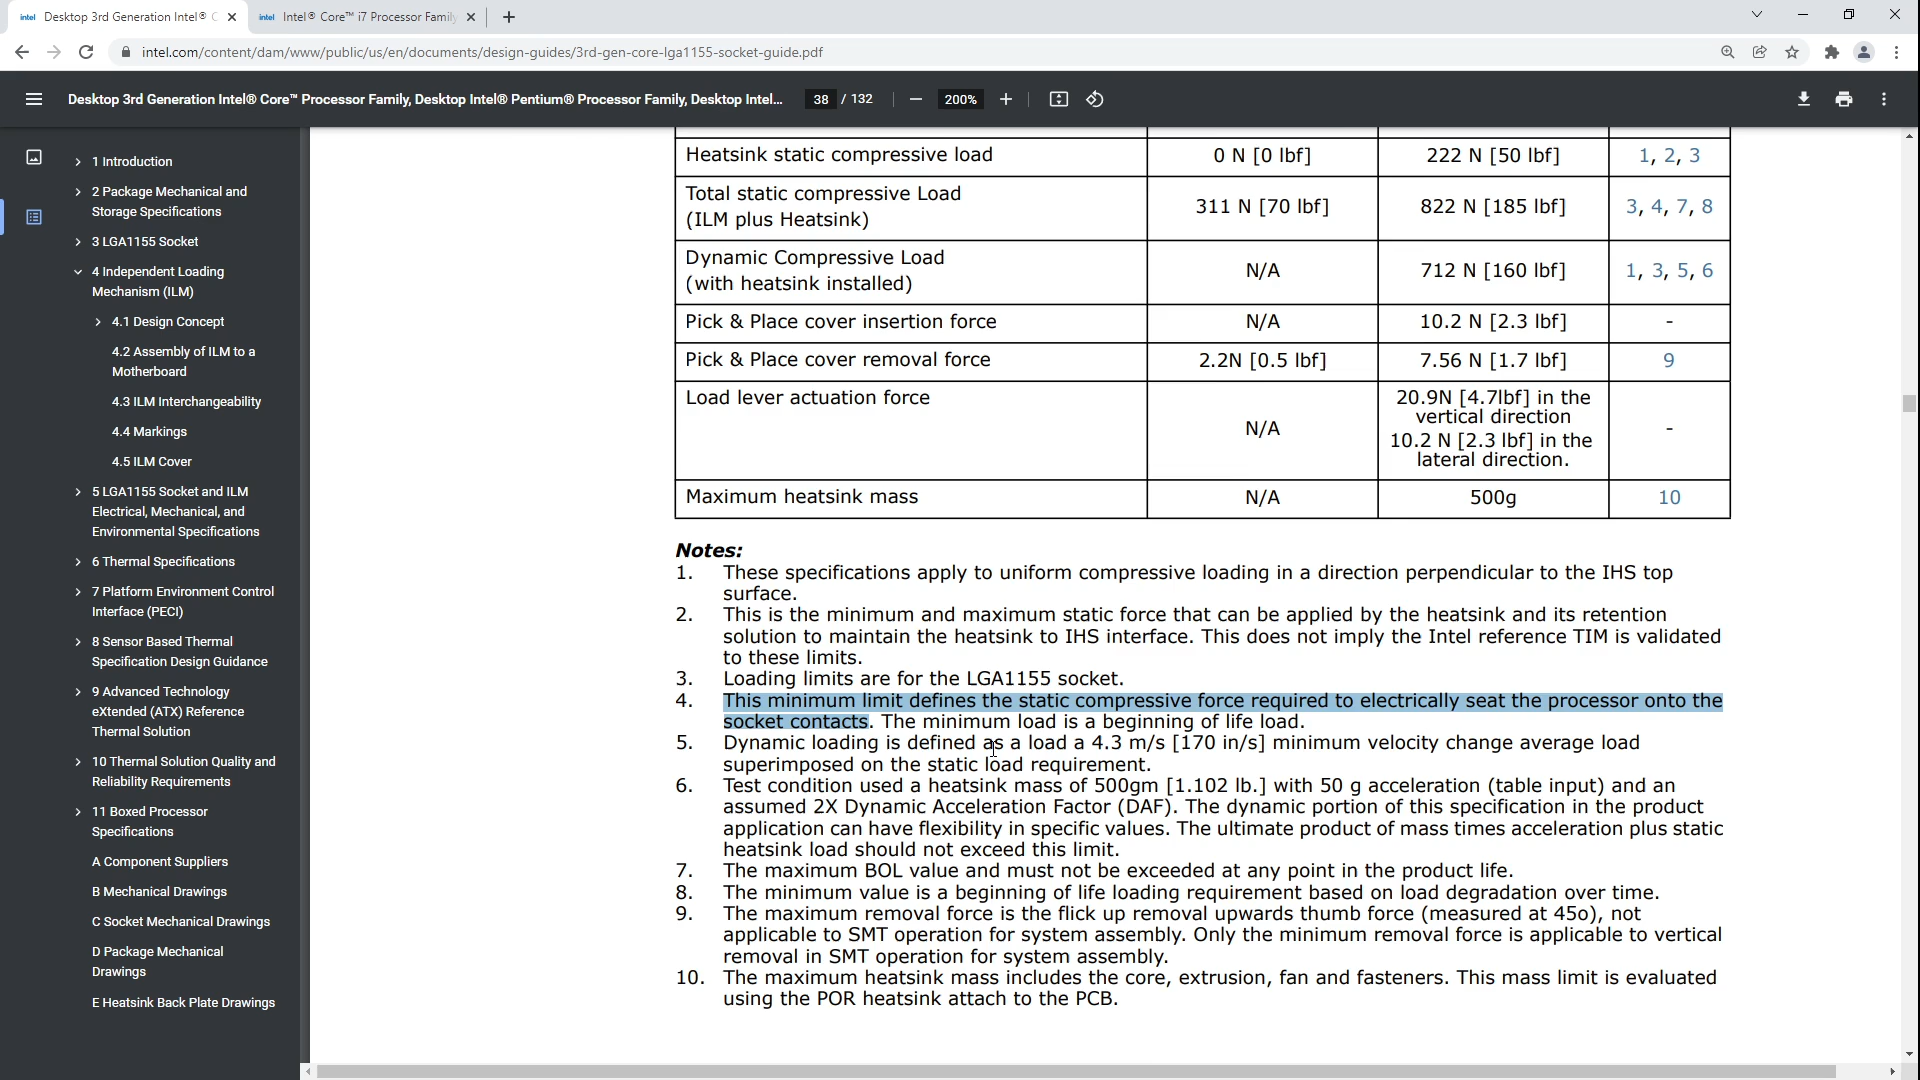 intel Desktop 3rd Generation Intel® C
intel Intel® Core™ i7 Processor Family
intel.com/content/dam/www/public/us/en/documents/design-guides/3rd-gen-core-lga1155-socket-guide.pdf
Desktop 3rd Generation Intel® Core™ Processor Family, Desktop Intel® Pentium® Processor Family, Desktop Intel...
38 / 132
200%
1 Introduction
2 Package Mechanical and
Storage Specifications
3 LGA1155 Socket
4 Independent Loading
Mechanism (ILM)
4.1 Design Concept
4.2 Assembly of ILM to a
Motherboard
4.3 ILM Interchangeability
4.4 Markings
4.5 ILM Cover
5 LGA1155 Socket and ILM
Electrical, Mechanical, and
Environmental Specifications
6 Thermal Specifications
7 Platform Environment Control
Interface (PECI)
8 Sensor Based Thermal
Specification Design Guidance
9 Advanced Technology
eXtended (ATX) Reference
Thermal Solution
10 Thermal Solution Quality and
Reliability Requirements
11 Boxed Processor
Specifications
A Component Suppliers
B Mechanical Drawings
C Socket Mechanical Drawings
D Package Mechanical
Drawings
E Heatsink Back Plate Drawings
Heatsink static compressive load 0 N [0 lbf] 222 N [50 lbf] 1, 2, 3
Total static compressive Load
(ILM plus Heatsink) 311 N [70 lbf] 822 N [185 lbf] 3, 4, 7, 8
Dynamic Compressive Load
(with heatsink installed) N/A 712 N [160 lbf] 1, 3, 5, 6
Pick & Place cover insertion force N/A 10.2 N [2.3 lbf] -
Pick & Place cover removal force 2.2N [0.5 lbf] 7.56 N [1.7 lbf] 9
Load lever actuation force N/A 20.9N [4.7lbf] in the
vertical direction
10.2 N [2.3 lbf] in the
lateral direction. -
Maximum heatsink mass N/A 500g 10
Notes:
1. These specifications apply to uniform compressive loading in a direction perpendicular to the IHS top
surface.
2. This is the minimum and maximum static force that can be applied by the heatsink and its retention
solution to maintain the heatsink to IHS interface. This does not imply the Intel reference TIM is validated
to these limits.
3. Loading limits are for the LGA1155 socket.
4. This minimum limit defines the static compressive force required to electrically seat the processor onto the
socket contacts. The minimum load is a beginning of life load.
5. Dynamic loading is defined as a load a 4.3 m/s [170 in/s] minimum velocity change average load
superimposed on the static load requirement.
6. Test condition used a heatsink mass of 500gm [1.102 lb.] with 50 g acceleration (table input) and an
assumed 2X Dynamic Acceleration Factor (DAF). The dynamic portion of this specification in the product
application can have flexibility in specific values. The ultimate product of mass times acceleration plus static
heatsink load should not exceed this limit.
7. The maximum BOL value and must not be exceeded at any point in the product life.
8. The minimum value is a beginning of life loading requirement based on load degradation over time.
9. The maximum removal force is the flick up removal upwards thumb force (measured at 45o), not
applicable to SMT operation for system assembly. Only the minimum removal force is applicable to vertical
removal in SMT operation for system assembly.
10. The maximum heatsink mass includes the core, extrusion, fan and fasteners. This mass limit is evaluated
using the POR heatsink attach to the PCB.